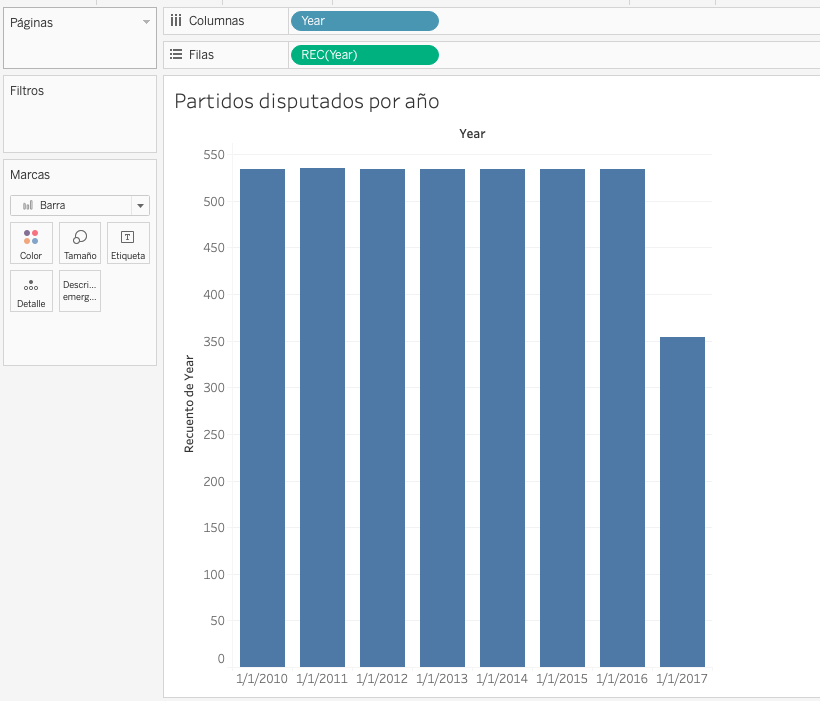 Páginas
Columnas
Year
Filas
REC(Year)
Filtros
Marcas
Barra
Color
Tamaño
Etiqueta
Detalle
Descri...
emerg...
Partidos disputados por año
Year
Recuento de Year
550
500
450
400
350
300
250
200
150
100
50
0
1/1/2010 1/1/2011 1/1/2012 1/1/2013 1/1/2014 1/1/2015 1/1/2016 1/1/2017